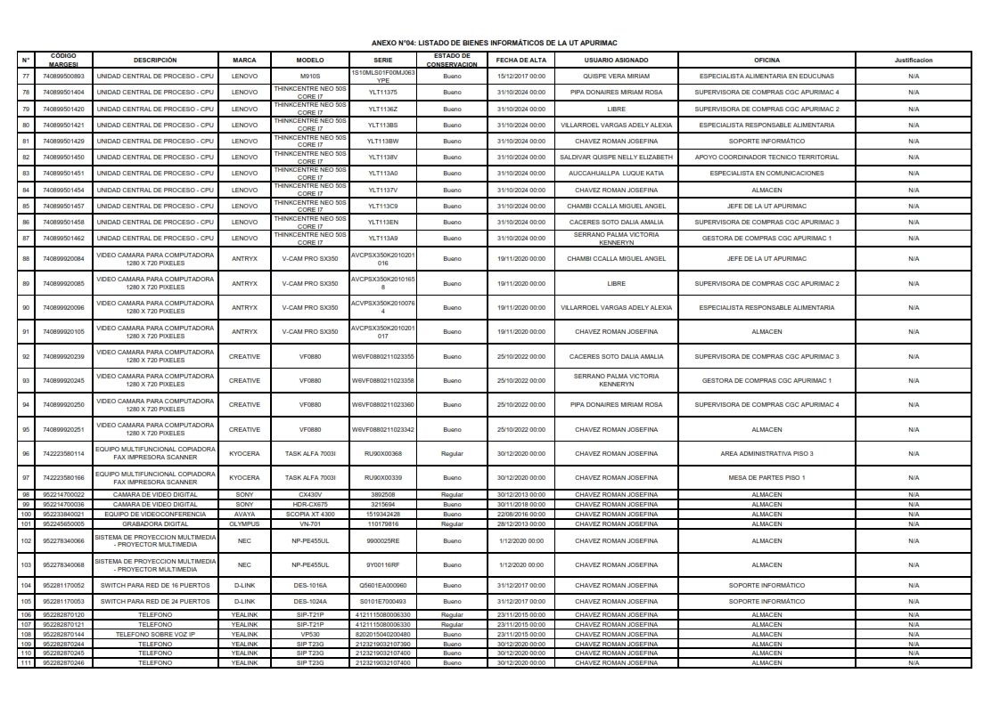 ANEXO N°04: LISTADO DE BIENES INFORMÁTICOS DE LA UT APURIMAC
N° CÓDIGO MARGESI DESCRIPCIÓN MARCA MODELO SERIE ESTADO DE CONSERVACION FECHA DE ALTA USUARIO ASIGNADO OFICINA Justificacion
77 740899500893 UNIDAD CENTRAL DE PROCESO - CPU LENOVO M910S 1S10MLS01F00MJ063YPE Bueno 15/12/2017 00:00 QUISPE VERA MIRIAM ESPECIALISTA ALIMENTARIA EN EDUCUNAS N/A
78 740899501404 UNIDAD CENTRAL DE PROCESO - CPU LENOVO THINKCENTRE NEO 50S CORE I7 YLT11375 Bueno 31/10/2024 00:00 PIPA DONAIRES MIRIAM ROSA SUPERVISORA DE COMPRAS CGC APURIMAC 4 N/A
79 740899501420 UNIDAD CENTRAL DE PROCESO - CPU LENOVO THINKCENTRE NEO 50S CORE I7 YLT1136Z Bueno 31/10/2024 00:00 LIBRE SUPERVISORA DE COMPRAS CGC APURIMAC 2 N/A
80 740899501421 UNIDAD CENTRAL DE PROCESO - CPU LENOVO THINKCENTRE NEO 50S CORE I7 YLT113BS Bueno 31/10/2024 00:00 VILLARROEL VARGAS ADELY ALEXIA ESPECIALISTA RESPONSABLE ALIMENTARIA N/A
81 740899501429 UNIDAD CENTRAL DE PROCESO - CPU LENOVO THINKCENTRE NEO 50S CORE I7 YLT113BW Bueno 31/10/2024 00:00 CHAVEZ ROMAN JOSEFINA SOPORTE INFORMÁTICO N/A
82 740899501450 UNIDAD CENTRAL DE PROCESO - CPU LENOVO THINKCENTRE NEO 50S CORE I7 YLT1138V Bueno 31/10/2024 00:00 SALDIVAR QUISPE NELLY ELIZABETH APOYO COORDINADOR TECNICO TERRITORIAL N/A
83 740899501451 UNIDAD CENTRAL DE PROCESO - CPU LENOVO THINKCENTRE NEO 50S CORE I7 YLT113A0 Bueno 31/10/2024 00:00 AUCCAHUALLPA LUQUE KATIA ESPECIALISTA EN COMUNICACIONES N/A
84 740899501454 UNIDAD CENTRAL DE PROCESO - CPU LENOVO THINKCENTRE NEO 50S CORE I7 YLT1137V Bueno 31/10/2024 00:00 CHAVEZ ROMAN JOSEFINA ALMACEN N/A
85 740899501457 UNIDAD CENTRAL DE PROCESO - CPU LENOVO THINKCENTRE NEO 50S CORE I7 YLT113C9 Bueno 31/10/2024 00:00 CHAMBI CCALLA MIGUEL ANGEL JEFE DE LA UT APURIMAC N/A
86 740899501458 UNIDAD CENTRAL DE PROCESO - CPU LENOVO THINKCENTRE NEO 50S CORE I7 YLT113EN Bueno 31/10/2024 00:00 CACERES SOTO DALIA AMALIA SUPERVISORA DE COMPRAS CGC APURIMAC 3 N/A
87 740899501462 UNIDAD CENTRAL DE PROCESO - CPU LENOVO THINKCENTRE NEO 50S CORE I7 YLT113A9 Bueno 31/10/2024 00:00 SERRANO PALMA VICTORIA KENNERYN GESTORA DE COMPRAS CGC APURIMAC 1 N/A
88 740899920084 VIDEO CAMARA PARA COMPUTADORA 1280 X 720 PIXELES ANTRYX V-CAM PRO SX350 AVCPSX350K2010201016 Bueno 19/11/2020 00:00 CHAMBI CCALLA MIGUEL ANGEL JEFE DE LA UT APURIMAC N/A
89 740899920085 VIDEO CAMARA PARA COMPUTADORA 1280 X 720 PIXELES ANTRYX V-CAM PRO SX350 AVCPSX350K20101658 Bueno 19/11/2020 00:00 LIBRE SUPERVISORA DE COMPRAS CGC APURIMAC 2 N/A
90 740899920096 VIDEO CAMARA PARA COMPUTADORA 1280 X 720 PIXELES ANTRYX V-CAM PRO SX350 ACVPSX350K20100764 Bueno 19/11/2020 00:00 VILLARROEL VARGAS ADELY ALEXIA ESPECIALISTA RESPONSABLE ALIMENTARIA N/A
91 740899920105 VIDEO CAMARA PARA COMPUTADORA 1280 X 720 PIXELES ANTRYX V-CAM PRO SX350 AVCPSX350K2010201017 Bueno 19/11/2020 00:00 CHAVEZ ROMAN JOSEFINA ALMACEN N/A
92 740899920239 VIDEO CAMARA PARA COMPUTADORA 1280 X 720 PIXELES CREATIVE VF0880 W6VF0880211023355 Bueno 25/10/2022 00:00 CACERES SOTO DALIA AMALIA SUPERVISORA DE COMPRAS CGC APURIMAC 3 N/A
93 740899920245 VIDEO CAMARA PARA COMPUTADORA 1280 X 720 PIXELES CREATIVE VF0880 W6VF0880211023358 Bueno 25/10/2022 00:00 SERRANO PALMA VICTORIA KENNERYN GESTORA DE COMPRAS CGC APURIMAC 1 N/A
94 740899920250 VIDEO CAMARA PARA COMPUTADORA 1280 X 720 PIXELES CREATIVE VF0880 W6VF0880211023360 Bueno 25/10/2022 00:00 PIPA DONAIRES MIRIAM ROSA SUPERVISORA DE COMPRAS CGC APURIMAC 4 N/A
95 740899920251 VIDEO CAMARA PARA COMPUTADORA 1280 X 720 PIXELES CREATIVE VF0880 W6VF0880211023342 Bueno 25/10/2022 00:00 CHAVEZ ROMAN JOSEFINA ALMACEN N/A
96 742223580114 EQUIPO MULTIFUNCIONAL COPIADORA FAX IMPRESORA SCANNER KYOCERA TASK ALFA 7003I RU90X00368 Regular 30/12/2020 00:00 CHAVEZ ROMAN JOSEFINA AREA ADMINISTRATIVA PISO 3 N/A
97 742223580166 EQUIPO MULTIFUNCIONAL COPIADORA FAX IMPRESORA SCANNER KYOCERA TASK ALFA 7003I RU90X00339 Bueno 30/12/2020 00:00 CHAVEZ ROMAN JOSEFINA MESA DE PARTES PISO 1 N/A
98 952214700022 CAMARA DE VIDEO DIGITAL SONY CX430V 3892508 Regular 30/12/2013 00:00 CHAVEZ ROMAN JOSEFINA ALMACEN N/A
99 952214700036 CAMARA DE VIDEO DIGITAL SONY HDR-CX675 3215694 Bueno 30/11/2018 00:00 CHAVEZ ROMAN JOSEFINA ALMACEN N/A
100 952233840021 EQUIPO DE VIDEOCONFERENCIA AVAYA SCOPIA XT 4300 1519342428 Bueno 22/08/2016 00:00 CHAVEZ ROMAN JOSEFINA ALMACEN N/A
101 952245650005 GRABADORA DIGITAL OLYMPUS VN-701 110179816 Regular 28/12/2013 00:00 CHAVEZ ROMAN JOSEFINA ALMACEN N/A
102 952278340066 SISTEMA DE PROYECCION MULTIMEDIA - PROYECTOR MULTIMEDIA NEC NP-PE455UL 9900025RE Bueno 1/12/2020 00:00 CHAVEZ ROMAN JOSEFINA ALMACEN N/A
103 952278340068 SISTEMA DE PROYECCION MULTIMEDIA - PROYECTOR MULTIMEDIA NEC NP-PE455UL 9Y00116RF Bueno 1/12/2020 00:00 CHAVEZ ROMAN JOSEFINA ALMACEN N/A
104 952281170052 SWITCH PARA RED DE 16 PUERTOS D-LINK DES-1016A Q5601EA000960 Bueno 31/12/2017 00:00 CHAVEZ ROMAN JOSEFINA SOPORTE INFORMÁTICO N/A
105 952281170053 SWITCH PARA RED DE 24 PUERTOS D-LINK DES-1024A S0101E7000493 Bueno 31/12/2017 00:00 CHAVEZ ROMAN JOSEFINA SOPORTE INFORMÁTICO N/A
106 952282870120 TELEFONO YEALINK SIP-T21P 4121115080006330 Regular 23/11/2015 00:00 CHAVEZ ROMAN JOSEFINA ALMACEN N/A
107 952282870121 TELEFONO YEALINK SIP-T21P 4121115080006330 Regular 23/11/2015 00:00 CHAVEZ ROMAN JOSEFINA ALMACEN N/A
108 952282870144 TELEFONO SOBRE VOZ IP YEALINK VP530 8202015040200480 Bueno 23/11/2015 00:00 CHAVEZ ROMAN JOSEFINA ALMACEN N/A
109 952282870244 TELEFONO YEALINK SIP T23G 2123219032107390 Bueno 30/12/2020 00:00 CHAVEZ ROMAN JOSEFINA ALMACEN N/A
110 952282870245 TELEFONO YEALINK SIP T23G 2123219032107400 Bueno 30/12/2020 00:00 CHAVEZ ROMAN JOSEFINA ALMACEN N/A
111 952282870246 TELEFONO YEALINK SIP T23G 2123219032107400 Bueno 30/12/2020 00:00 CHAVEZ ROMAN JOSEFINA ALMACEN N/A